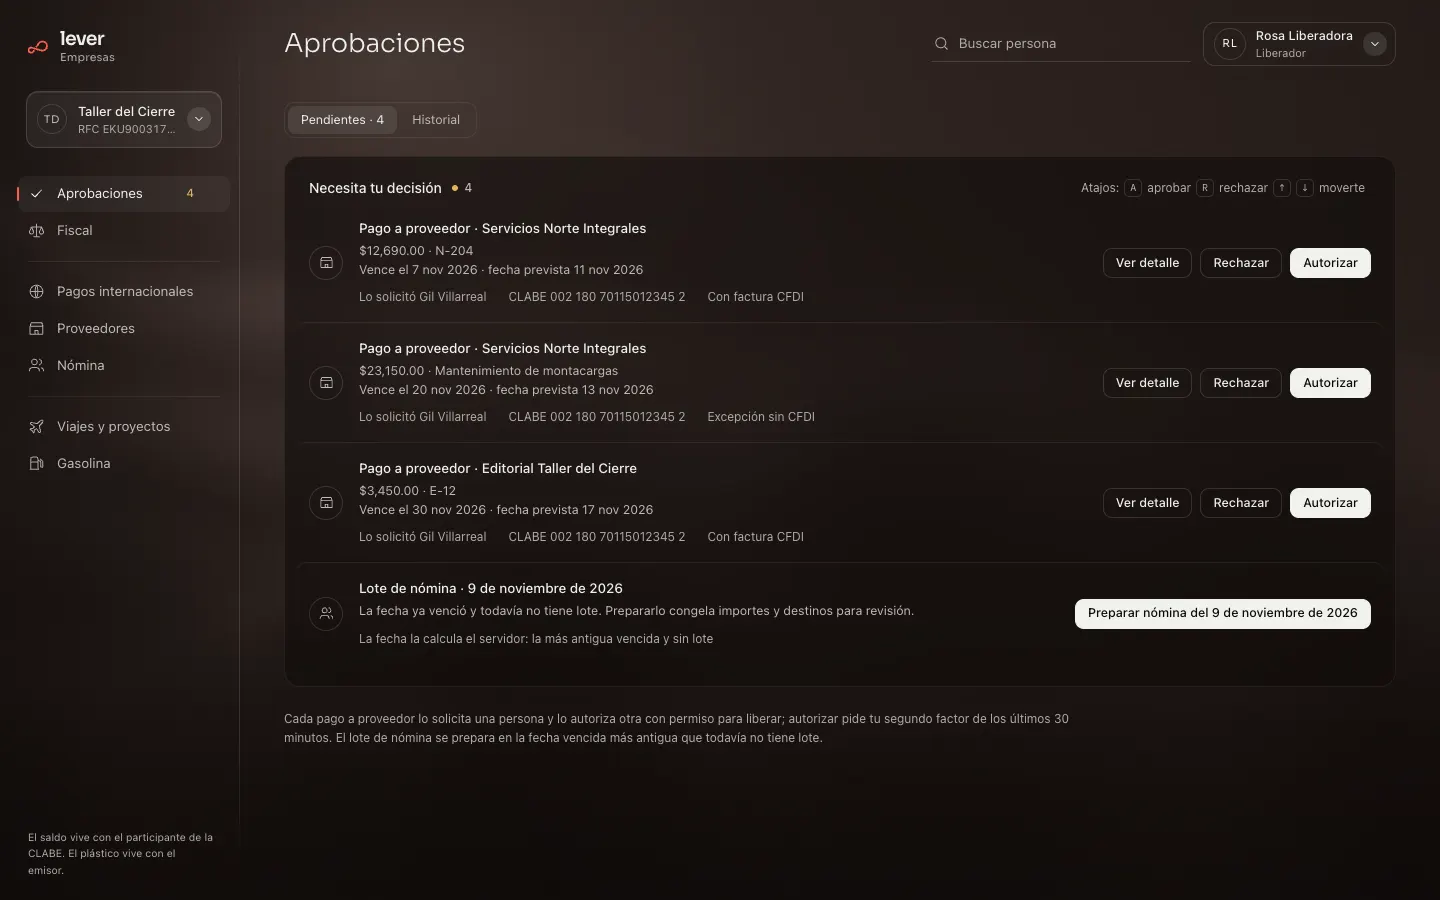 lever
Empresas
TD
Taller del Cierre
RFC EKU900317...
Aprobaciones
4
Fiscal
Pagos internacionales
Proveedores
Nómina
Viajes y proyectos
Gasolina
El saldo vive con el participante de la
CLABE. El plástico vive con el
emisor.
Aprobaciones
Buscar persona
RL
Rosa Liberadora
Liberador
Pendientes · 4
Historial
Necesita tu decisión
4
Atajos: A aprobar R rechazar ↑ ↓ moverte
Pago a proveedor · Servicios Norte Integrales
$12,690.00 · N-204
Vence el 7 nov 2026 · fecha prevista 11 nov 2026
Lo solicitó Gil Villarreal CLABE 002 180 70115012345 2 Con factura CFDI
Ver detalle
Rechazar
Autorizar
Pago a proveedor · Servicios Norte Integrales
$23,150.00 · Mantenimiento de montacargas
Vence el 20 nov 2026 · fecha prevista 13 nov 2026
Lo solicitó Gil Villarreal CLABE 002 180 70115012345 2 Excepción sin CFDI
Ver detalle
Rechazar
Autorizar
Pago a proveedor · Editorial Taller del Cierre
$3,450.00 · E-12
Vence el 30 nov 2026 · fecha prevista 17 nov 2026
Lo solicitó Gil Villarreal CLABE 002 180 70115012345 2 Con factura CFDI
Ver detalle
Rechazar
Autorizar
Lote de nómina · 9 de noviembre de 2026
La fecha ya venció y todavía no tiene lote. Prepararlo congela importes y destinos para revisión.
La fecha la calcula el servidor: la más antigua vencida y sin lote
Preparar nómina del 9 de noviembre de 2026
Cada pago a proveedor lo solicita una persona y lo autoriza otra con permiso para liberar; autorizar pide tu segundo factor de los últimos 30
minutos. El lote de nómina se prepara en la fecha vencida más antigua que todavía no tiene lote.